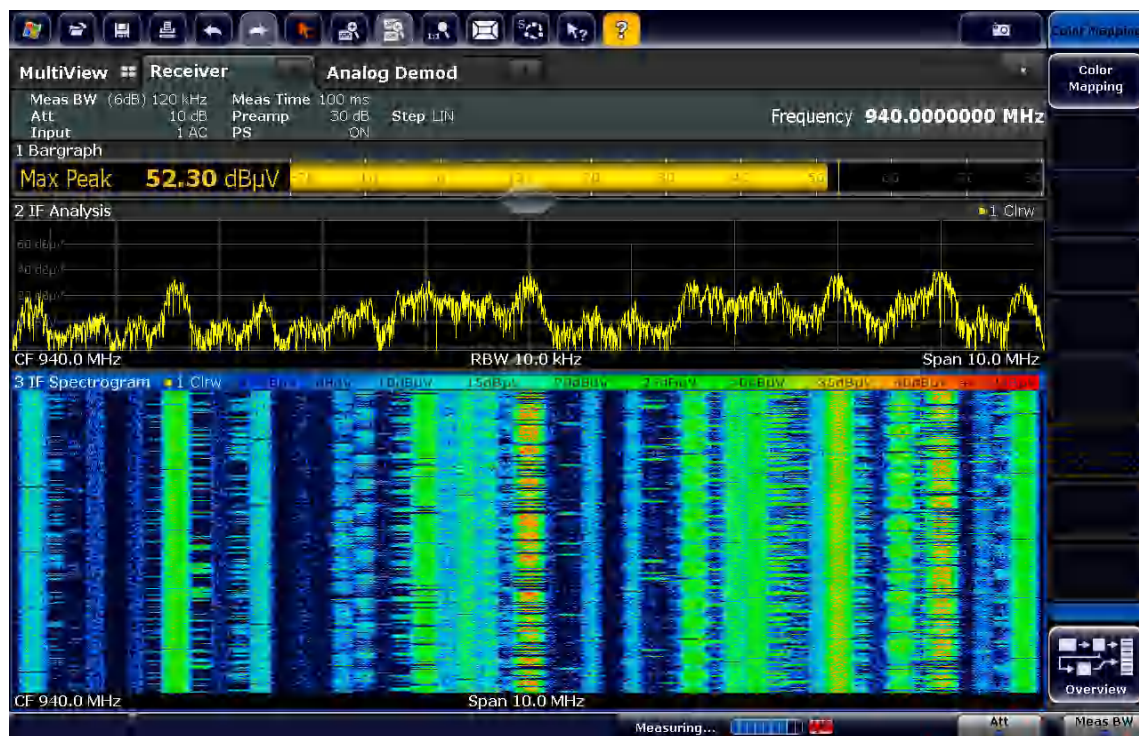 Color Mapping
MultiView Receiver Analog Demod
Color Mapping
Meas BW (6dB) 120 kHz Meas Time 100 ms
Att 10 dB Preamp 30 dB Step LIN
Input 1 AC PS ON
Frequency 940.0000000 MHz
1 Bargraph
Max Peak 52.30 dBµV
2 IF Analysis 1 Clrw
CF 940.0 MHz RBW 10.0 kHz Span 10.0 MHz
3 IF Spectrogram 1 Clrw
CF 940.0 MHz Span 10.0 MHz
Overview
Measuring... Att Meas BW